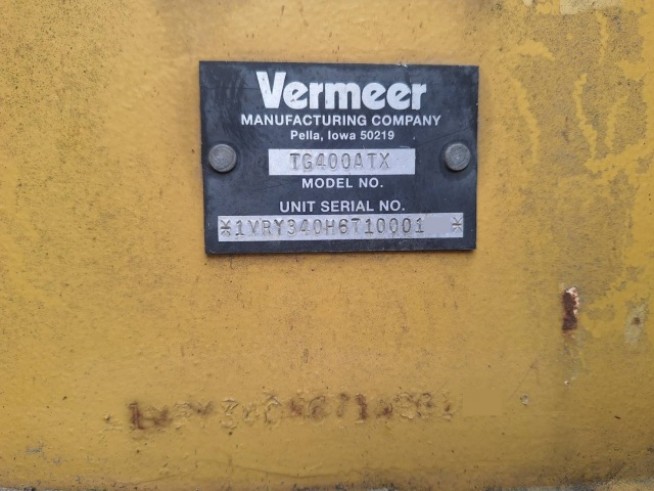 Vermeer
MANUFACTURING COMPANY
Pella, Iowa 50219
TG400ATX
MODEL NO.
UNIT SERIAL NO.
*1VRY340H6T10001 *